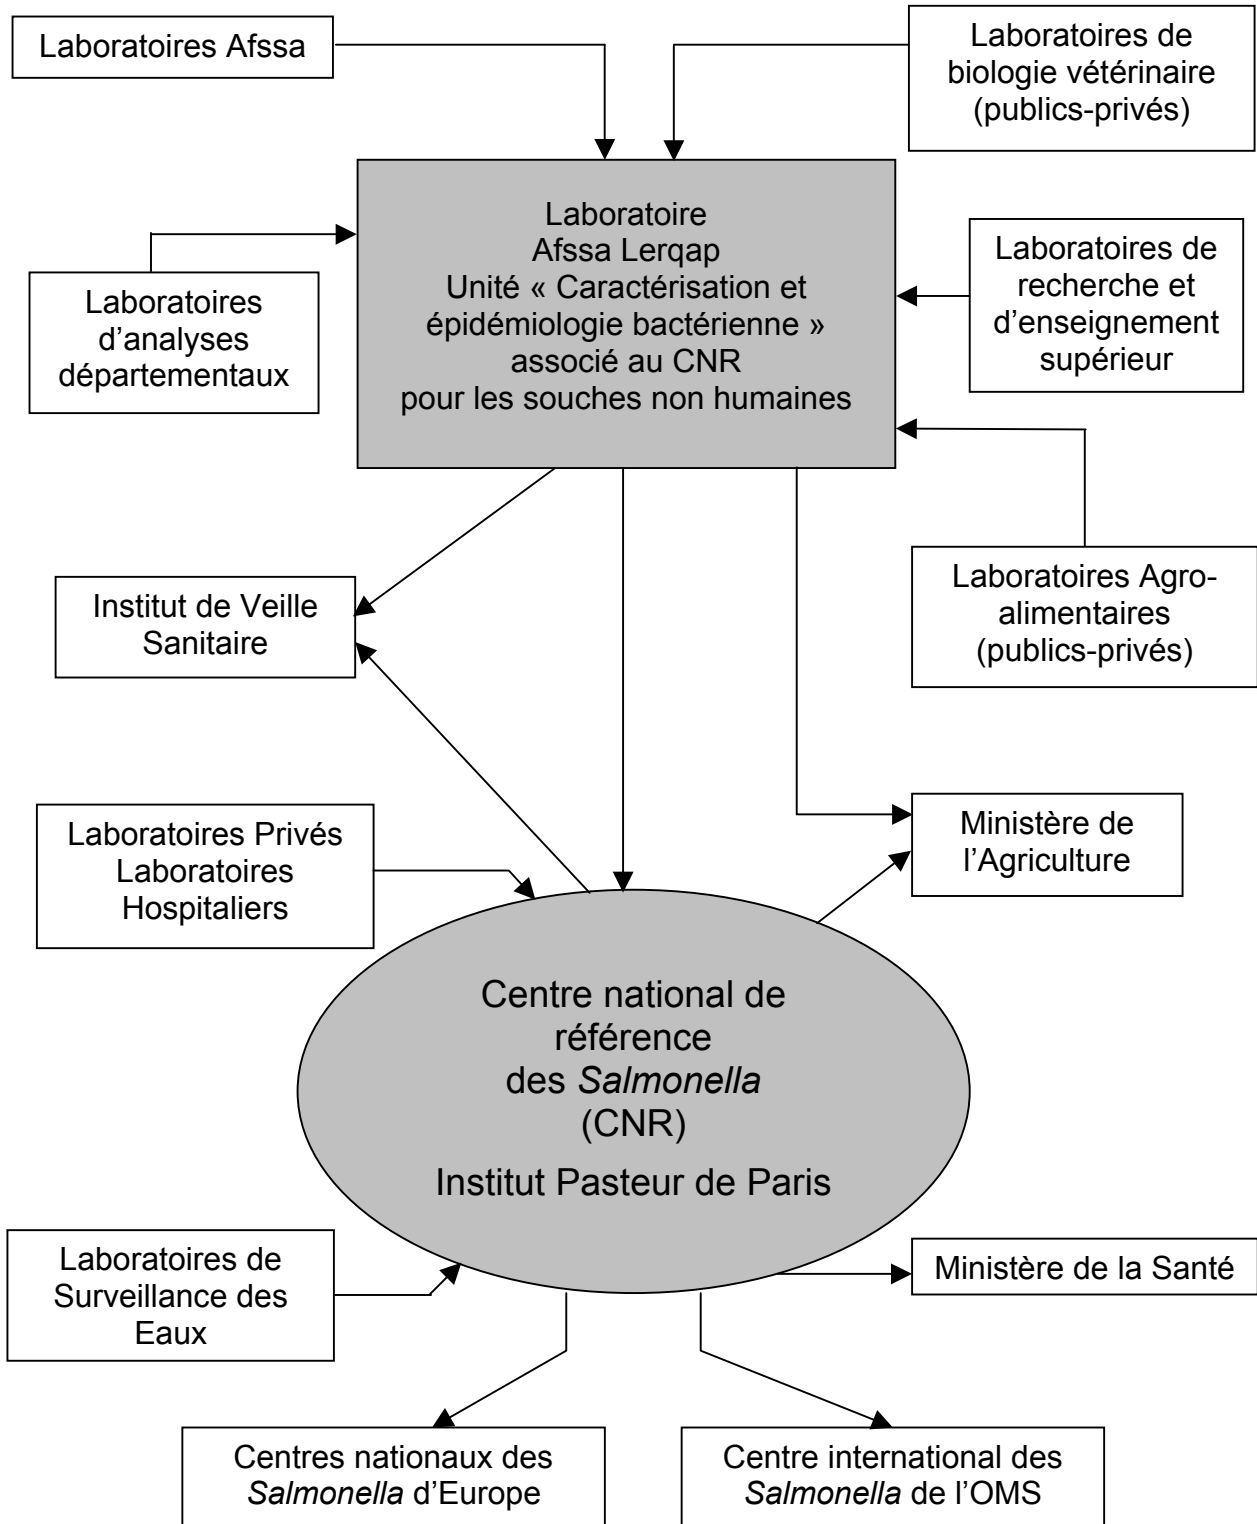 Laboratoires Afssa
Laboratoires de
biologie vétérinaire
(publics-privés)
Laboratoire
Afssa Lerqap
Unité « Caractérisation et
épidémiologie bactérienne »
associé au CNR
pour les souches non humaines
Laboratoires
d’analyses
départementaux
Laboratoires de
recherche et
d’enseignement
supérieur
Institut de Veille
Sanitaire
Laboratoires Agro-
alimentaires
(publics-privés)
Laboratoires Privés
Laboratoires
Hospitaliers
Ministère de
l’Agriculture
Centre national de
référence
des Salmonella
(CNR)
Institut Pasteur de Paris
Laboratoires de
Surveillance des
Eaux
Ministère de la Santé
Centres nationaux des
Salmonella d’Europe
Centre international des
Salmonella de l’OMS